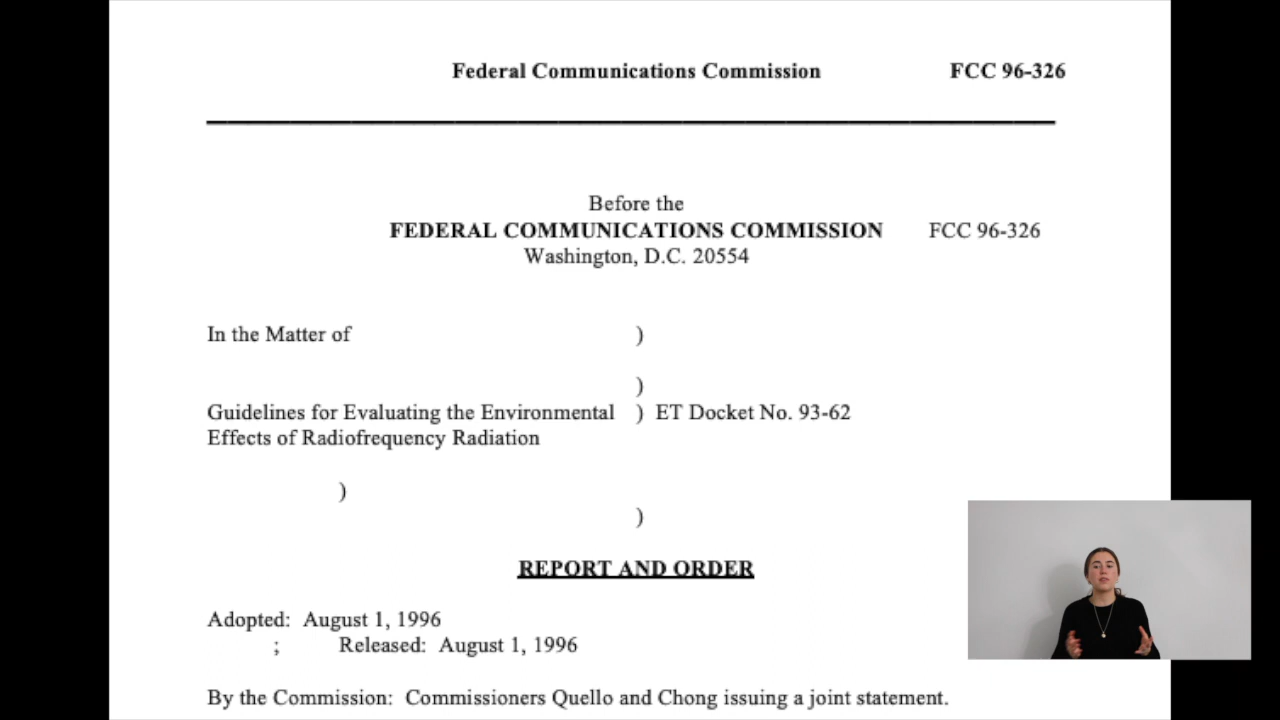 Federal Communications Commission FCC 96-326
Before the
FEDERAL COMMUNICATIONS COMMISSION FCC 96-326
Washington, D.C. 20554
In the Matter of )
)
Guidelines for Evaluating the Environmental ) ET Docket No. 93-62
Effects of Radiofrequency Radiation
)
)
REPORT AND ORDER
Adopted: August 1, 1996
; Released: August 1, 1996
By the Commission: Commissioners Quello and Chong issuing a joint statement.